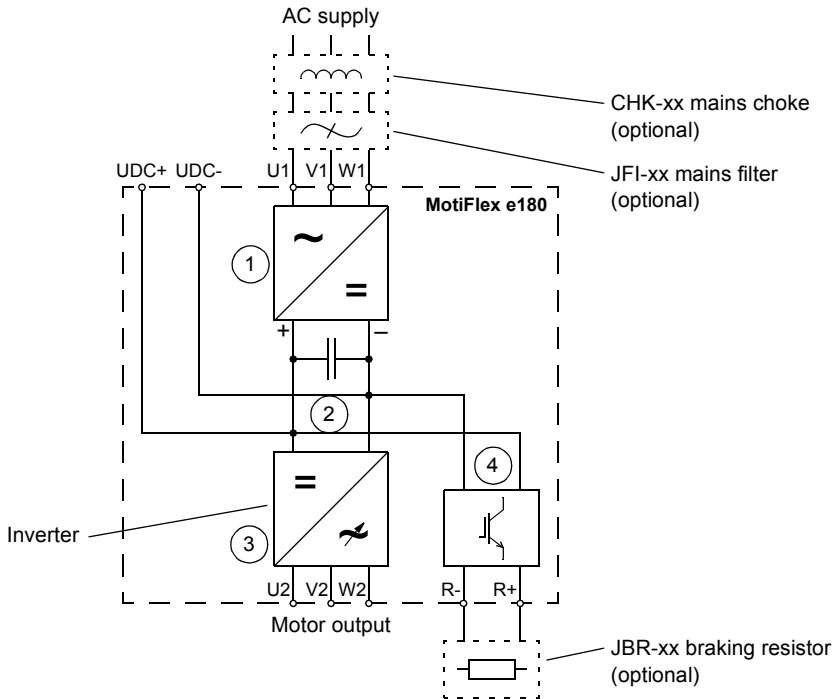 AC supply
CHK-xx mains choke
(optional)
JFI-xx mains filter
(optional)
UDC+ UDC- U1 V1 W1
MotiFlex e180
1
+ –
2
4
Inverter
3
U2 V2 W2 R- R+
Motor output
JBR-xx braking resistor
(optional)